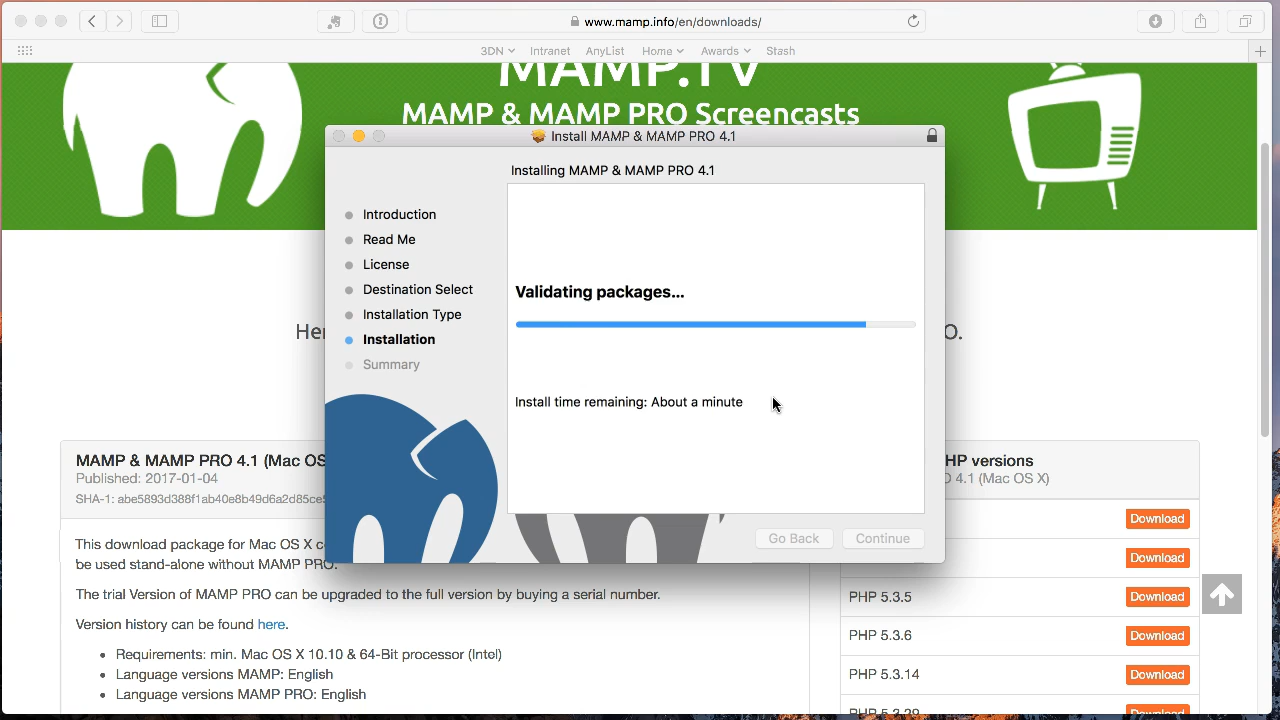 www.mamp.info/en/downloads/
3DN Intranet AnyList Home Awards Stash
MAMP.TV
MAMP & MAMP PRO Screencasts
Install MAMP & MAMP PRO 4.1
Installing MAMP & MAMP PRO 4.1
Introduction
Read Me
License
Destination Select
Installation Type
Installation
Summary
Validating packages...
Install time remaining: About a minute
Go Back Continue
Her
O.
MAMP & MAMP PRO 4.1 (Mac OS
Published: 2017-01-04
SHA-1: abe5893d388f1ab40e8b49d6a2d85ce
This download package for Mac OS X c
be used stand-alone without MAMP PRO.
The trial Version of MAMP PRO can be upgraded to the full version by buying a serial number.
Version history can be found here.
• Requirements: min. Mac OS X 10.10 & 64-Bit processor (Intel)
• Language versions MAMP: English
• Language versions MAMP PRO: English
HP versions
4.1 (Mac OS X)
Download
Download
PHP 5.3.5 Download
PHP 5.3.6 Download
PHP 5.3.14 Download
PHP 5.3.29 Download